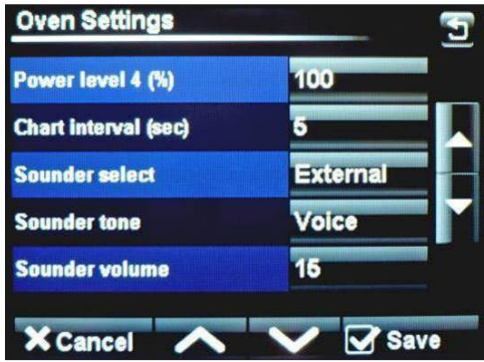 Oven Settings
Power level 4 (%) 100
Chart interval (sec) 5
Sounder select External
Sounder tone Voice
Sounder volume 15
Cancel Save